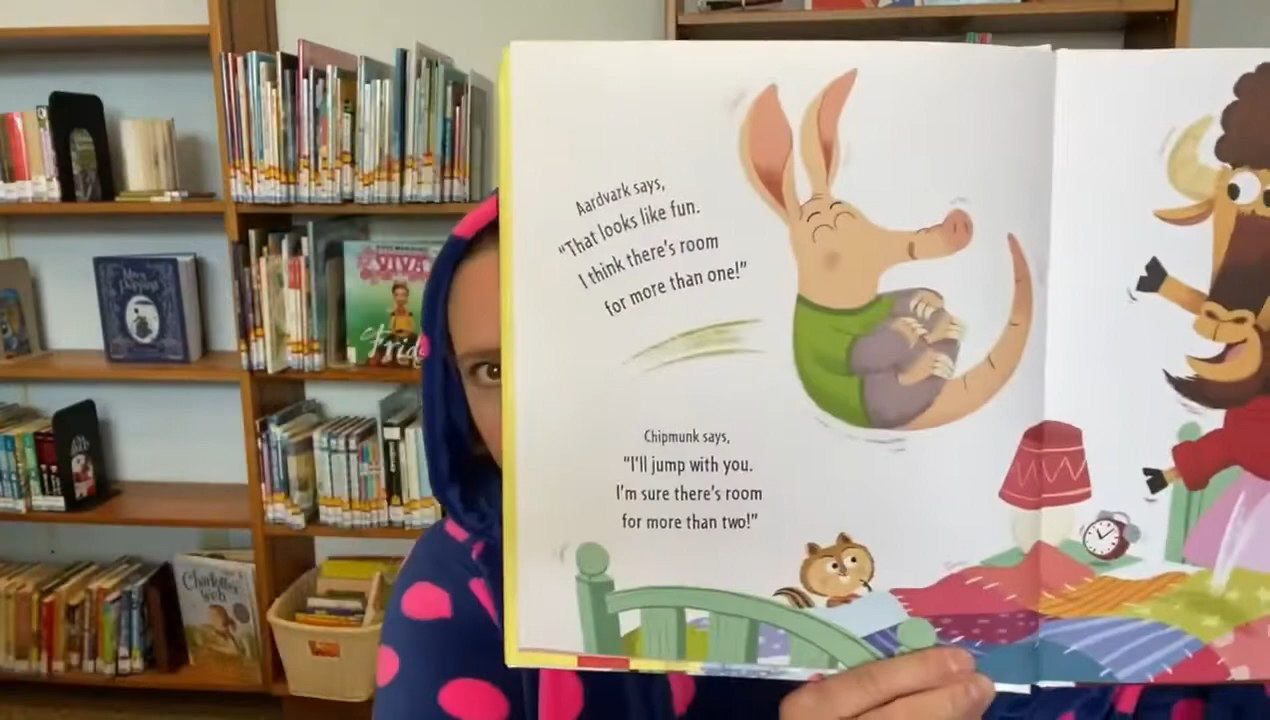 Aardvark says,
"That looks like fun.
I think there's room
for more than one!"
Chipmunk says,
"I'll jump with you.
I'm sure there's room
for more than two!"
Mary
Poppins
VIVA
Frid
Charlotte's
Web